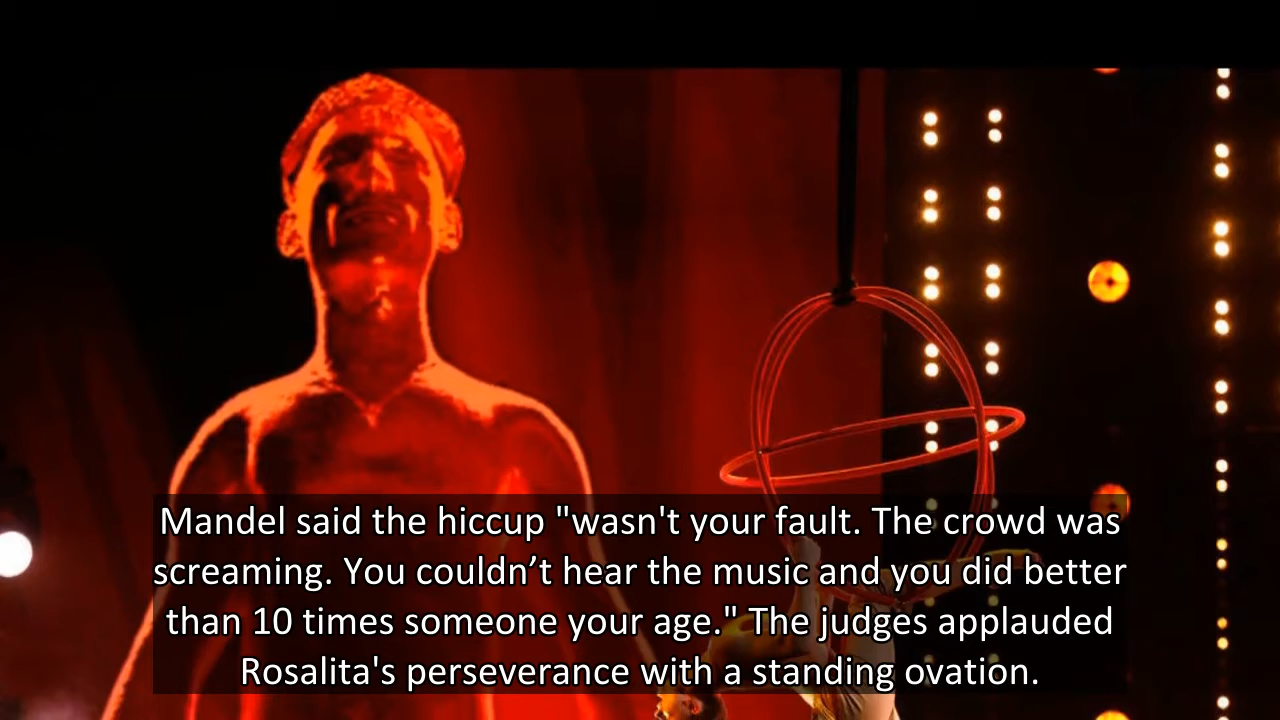 Mandel said the hiccup "wasn't your fault. The crowd was
screaming. You couldn’t hear the music and you did better
than 10 times someone your age." The judges applauded
Rosalita's perseverance with a standing ovation.